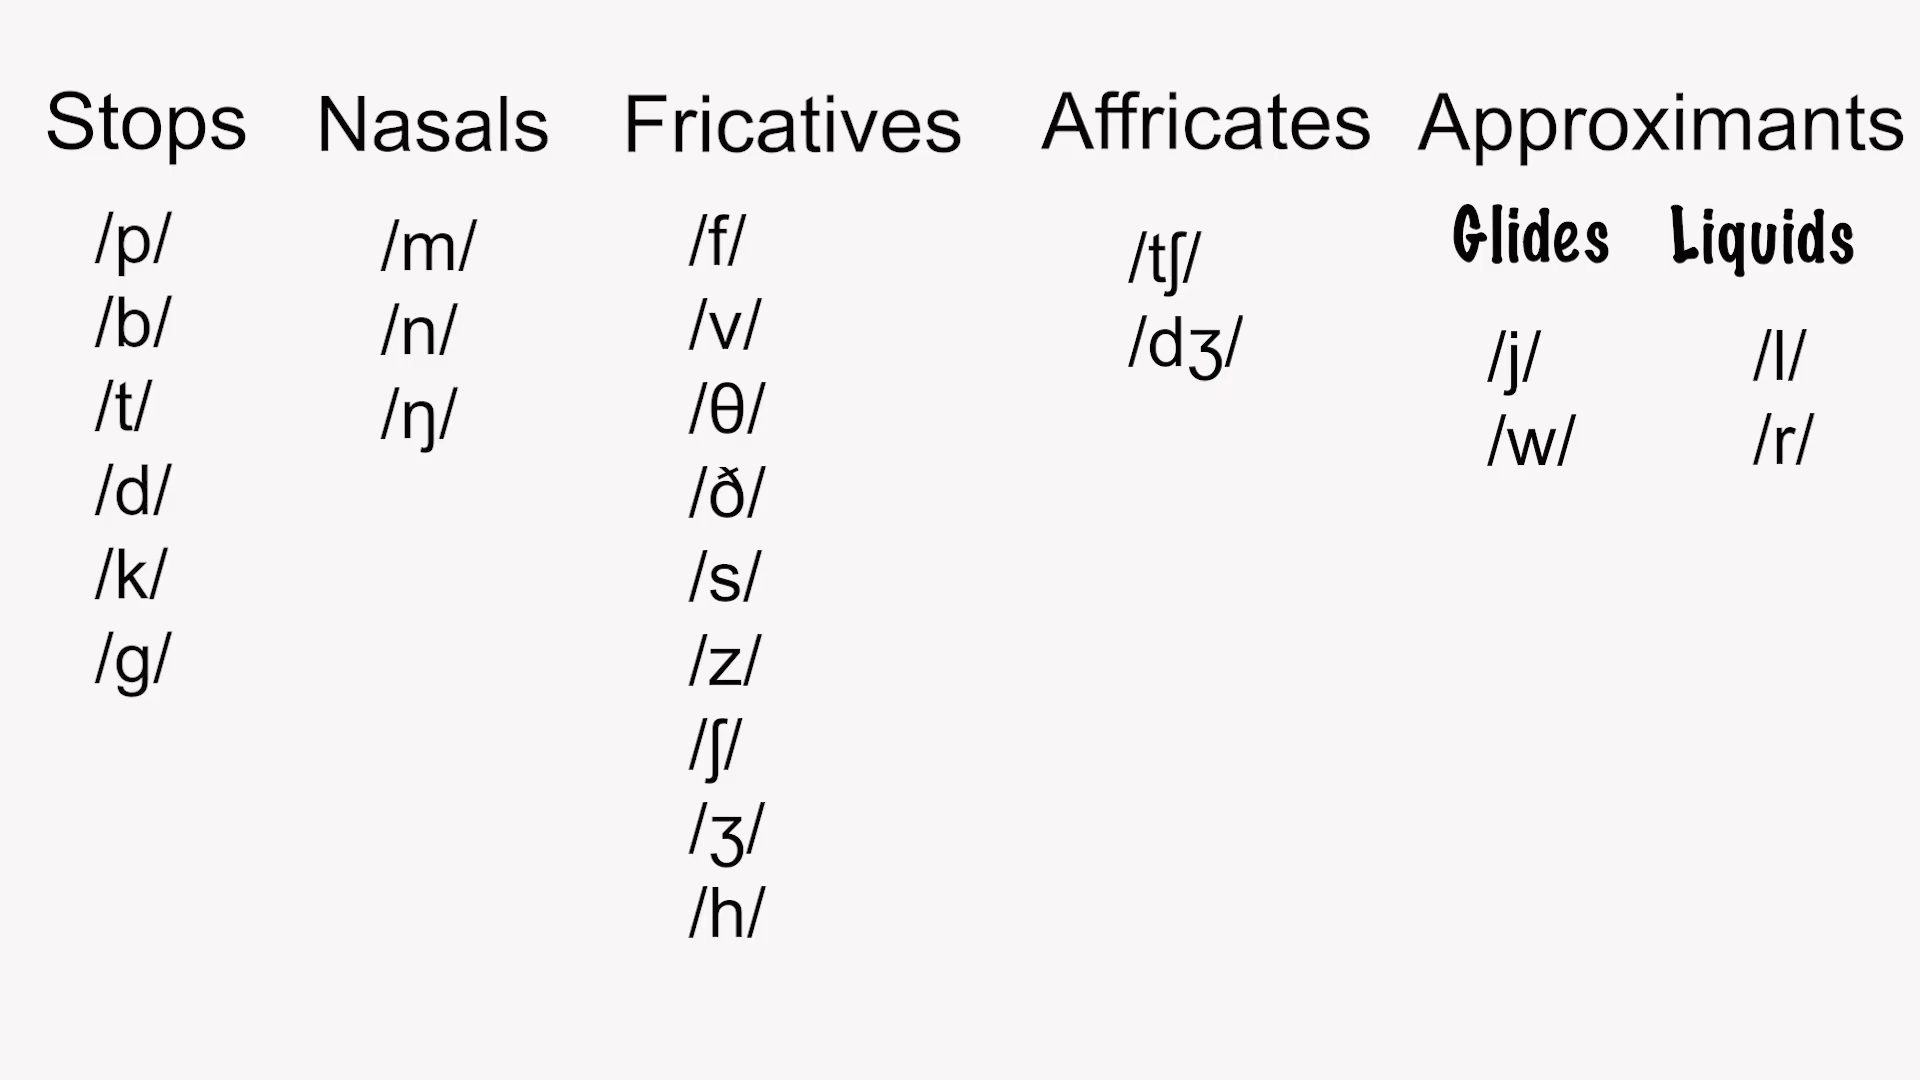 Stops
/p/
/b/
/t/
/d/
/k/
/g/
Nasals
/m/
/n/
/ŋ/
Fricatives
/f/
/v/
/θ/
/ð/
/s/
/z/
/ʃ/
/ʒ/
/h/
Affricates
/tʃ/
/dʒ/
Approximants
Glides
/j/
/w/
Liquids
/l/
/r/